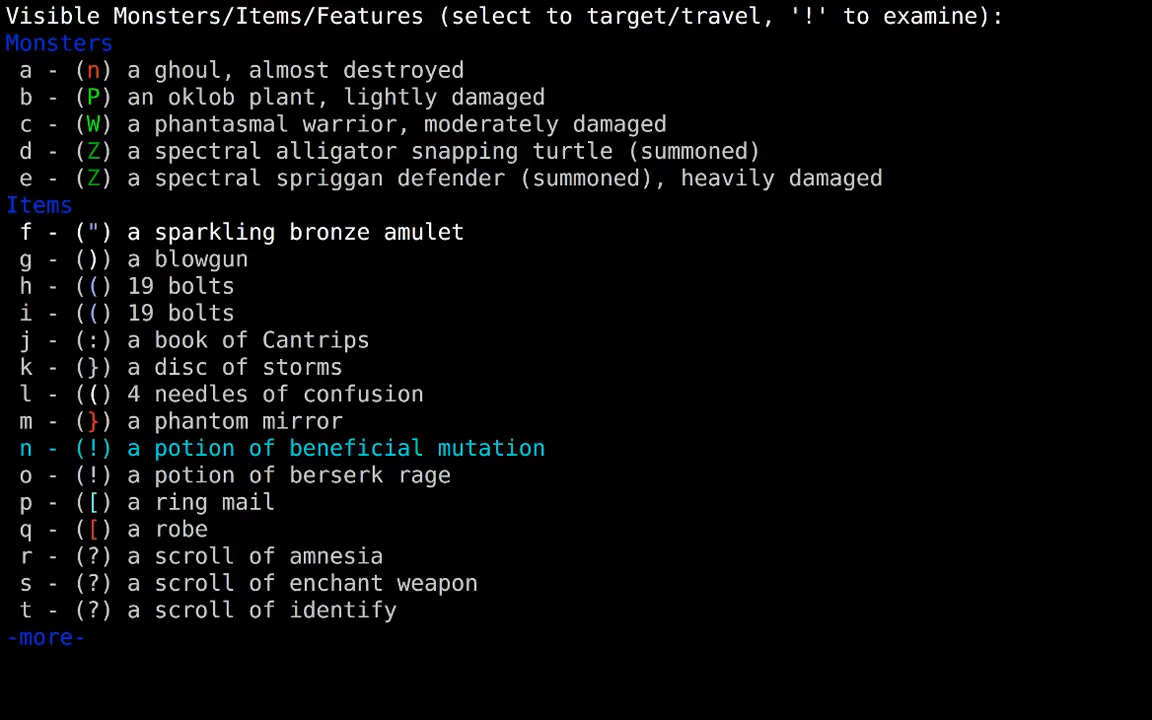 Visible Monsters/Items/Features (select to target/travel, '!' to examine):
Monsters
a - (n) a ghoul, almost destroyed
b - (P) an oklob plant, lightly damaged
c - (W) a phantasmal warrior, moderately damaged
d - (Z) a spectral alligator snapping turtle (summoned)
e - (Z) a spectral spriggan defender (summoned), heavily damaged
Items
f - (") a sparkling bronze amulet
g - ()) a blowgun
h - (() 19 bolts
i - (() 19 bolts
j - (:) a book of Cantrips
k - (}) a disc of storms
l - (() 4 needles of confusion
m - (}) a phantom mirror
n - (!) a potion of beneficial mutation
o - (!) a potion of berserk rage
p - ([) a ring mail
q - ([) a robe
r - (?) a scroll of amnesia
s - (?) a scroll of enchant weapon
t - (?) a scroll of identify
-more-